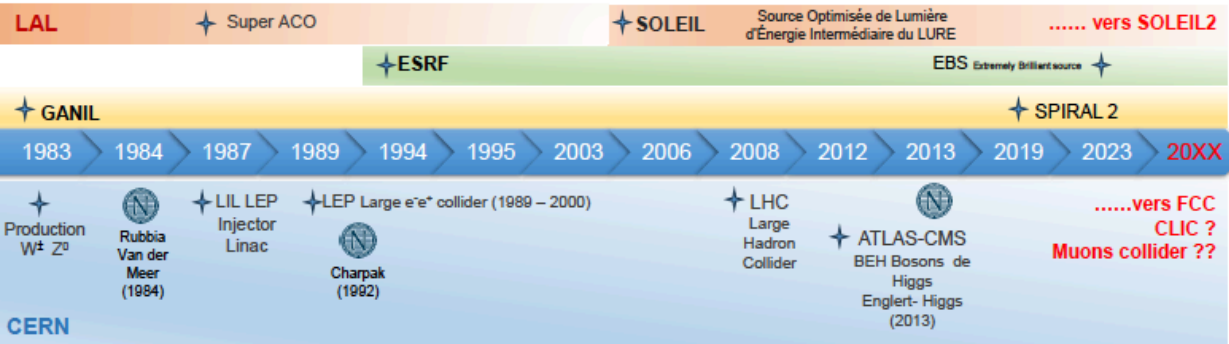 LAL
Super ACO
SOLEIL
Source Optimisée de Lumière
d'Énergie Intermédiaire du LURE
...... vers SOLEIL2
ESRF
EBS Extremely Brilliant source
GANIL
SPIRAL 2
1983 1984 1987 1989 1994 1995 2003 2006 2008 2012 2013 2019 2023 20XX
Production
W± Z⁰
N
Rubbia
Van der
Meer
(1984)
LIL LEP
Injector
Linac
LEP Large e⁻e⁺ collider (1989 – 2000)
N
Charpak
(1992)
LHC
Large
Hadron
Collider
N
ATLAS-CMS
BEH Bosons de
Higgs
Englert- Higgs
(2013)
......vers FCC
CLIC ?
Muons collider ??
CERN